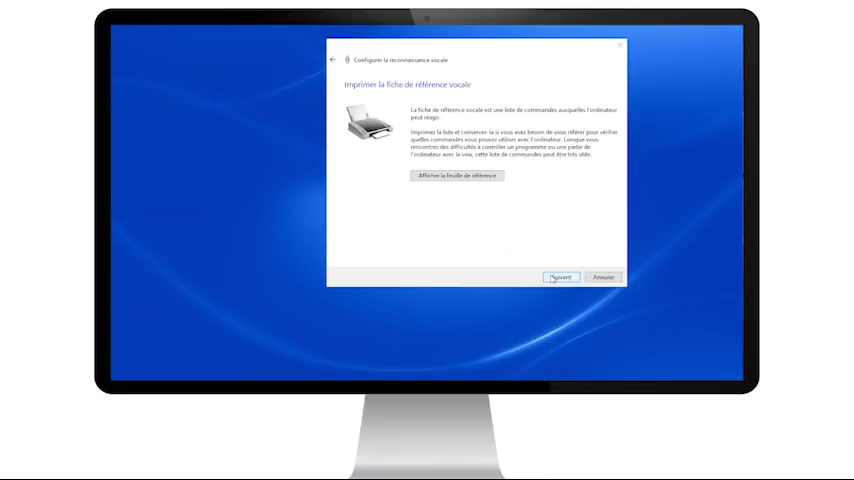 Configurer la reconnaissance vocale
Imprimer la fiche de référence vocale
La fiche de référence vocale est une liste de commandes auxquelles l'ordinateur
peut réagir.
Imprimez la liste et conservez-la si vous avez besoin de vous référer pour vérifier
quelles commandes vous pouvez utiliser avec l'ordinateur. Lorsque vous
rencontrez des difficultés à contrôler un programme ou une partie de
l'ordinateur avec la voix, cette liste de commandes peut être très utile.
Afficher la feuille de référence
Suivant
Annuler